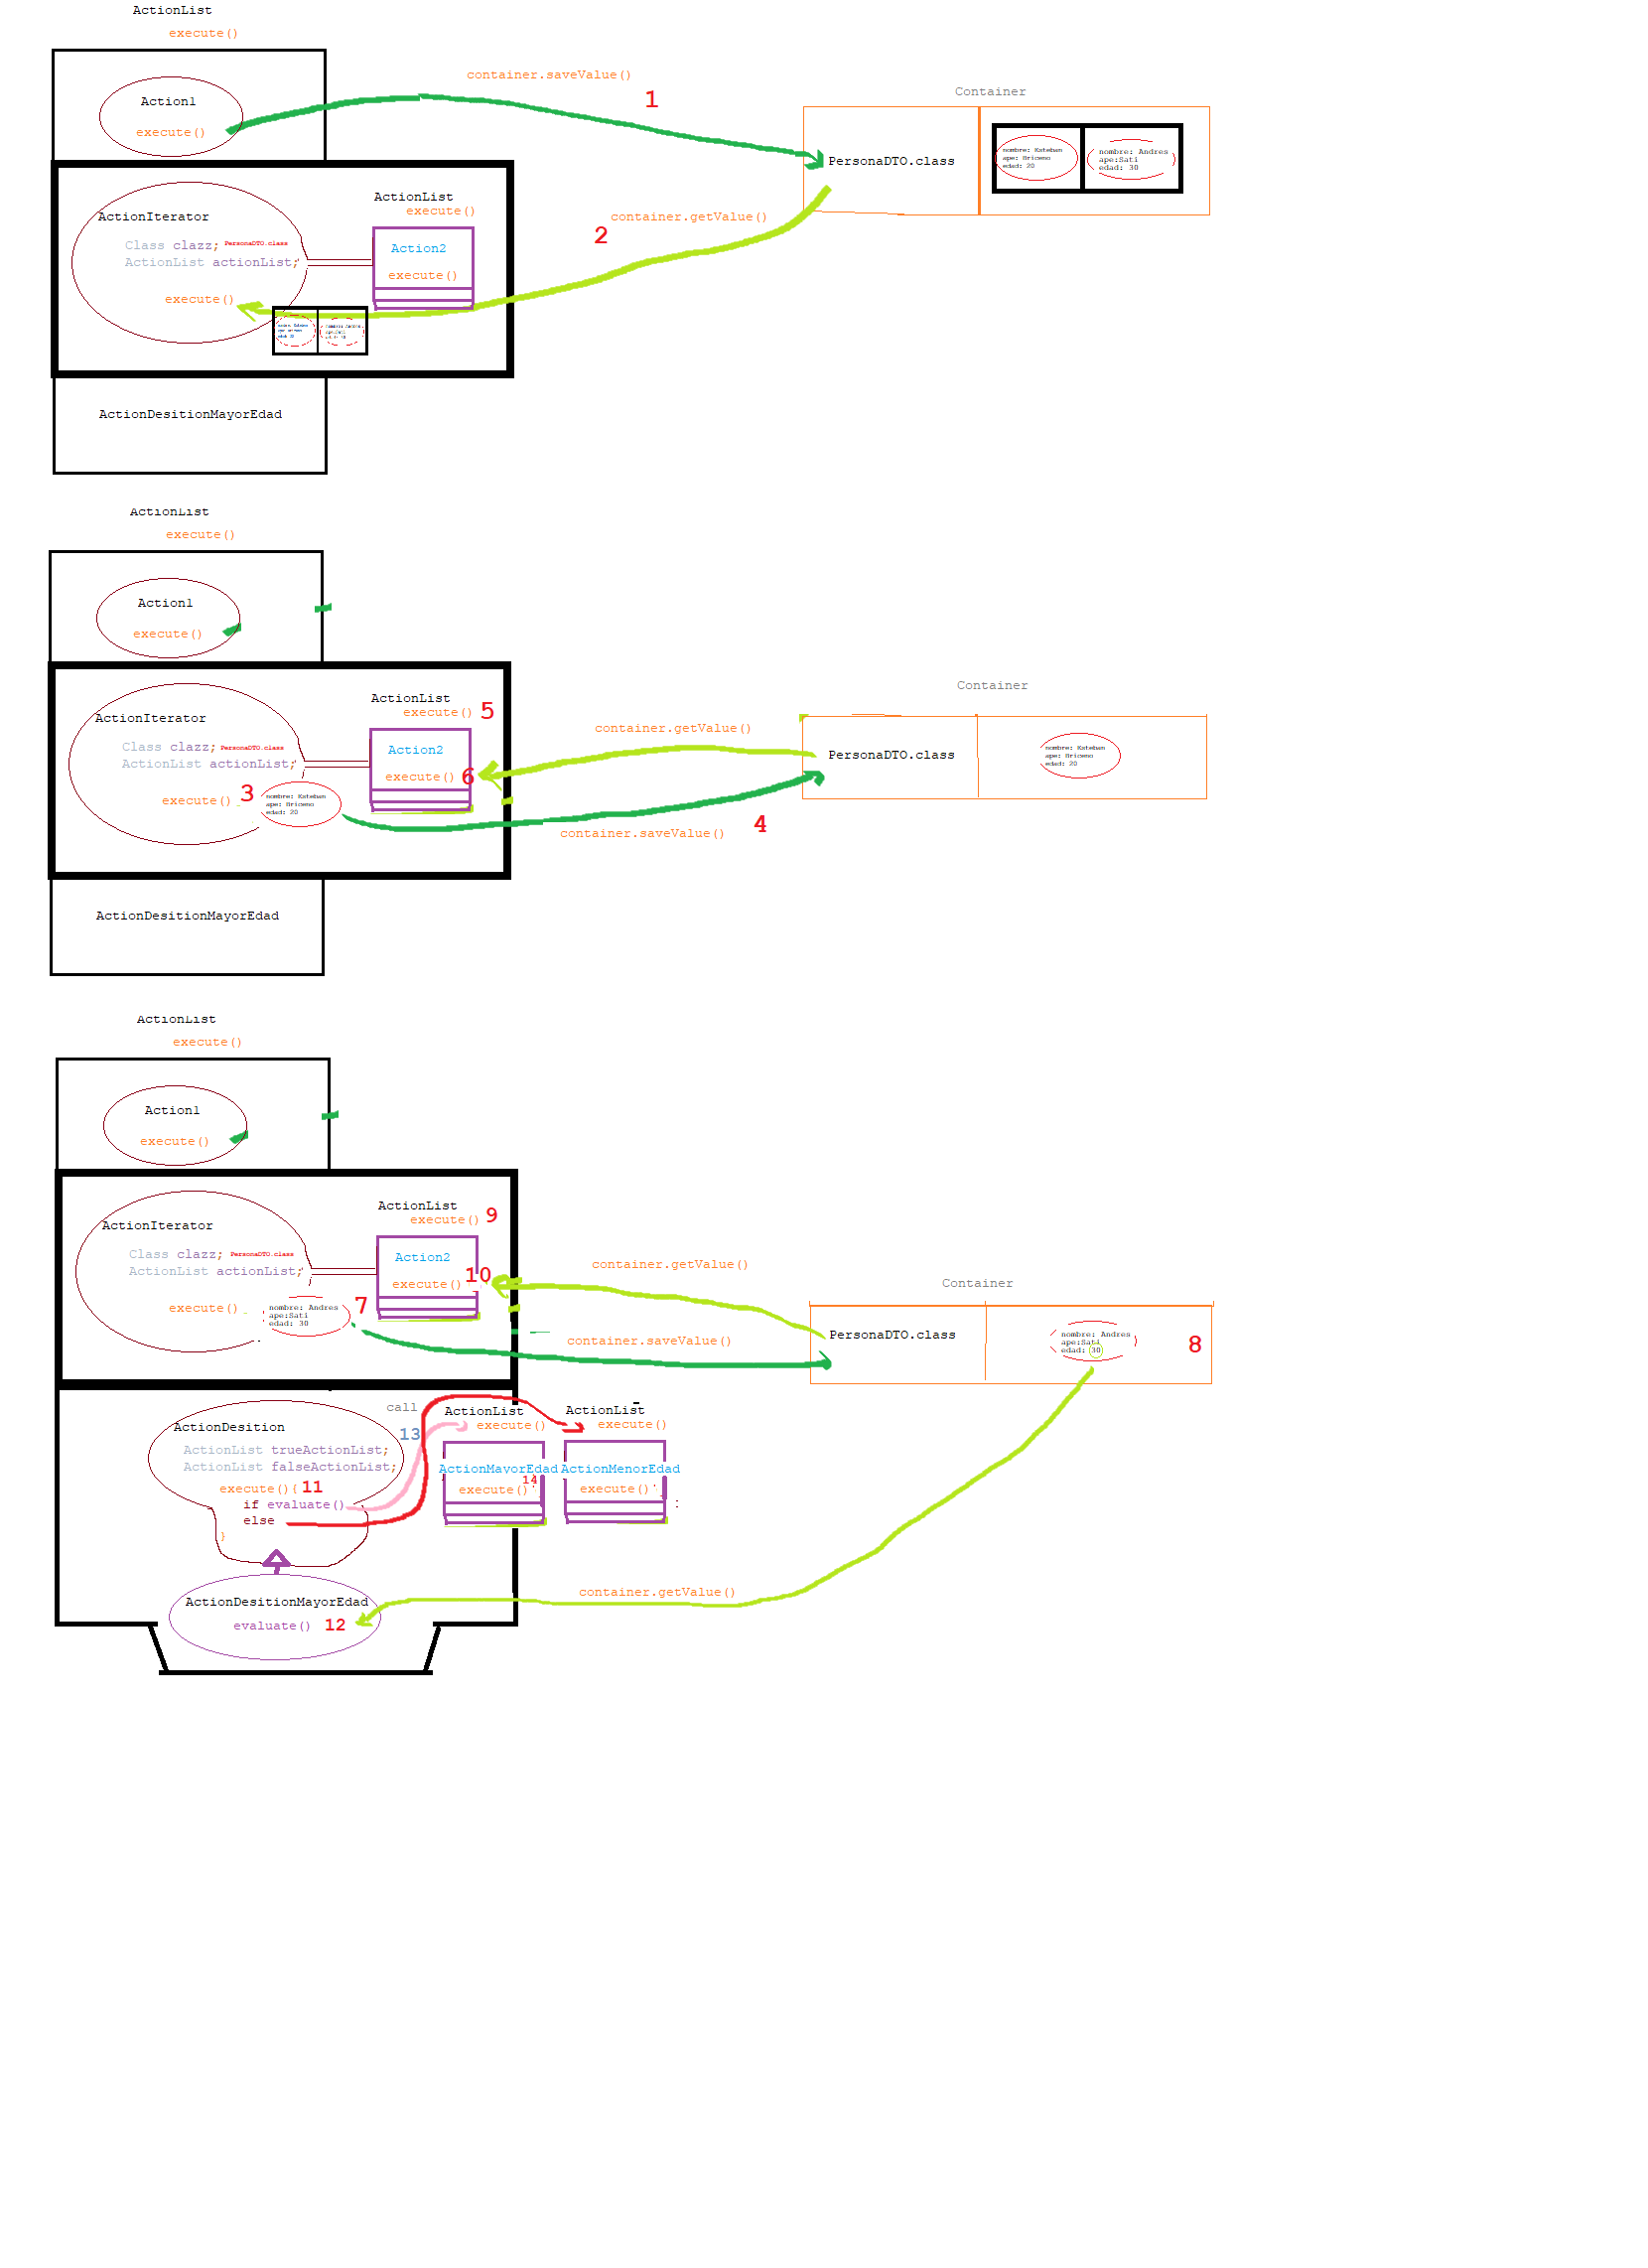 ActionList
execute()
Action1
execute()
container.saveValue()
1
Container
PersonaDTO.class
nombre: Esteban
ape: Briceno
edad: 20
nombre: Andres
ape:Sati
edad: 30
ActionIterator
Class clazz; PersonaDTO.class
ActionList actionList;
execute()
ActionList
execute()
Action2
execute()
container.getValue()
2
ActionDesitionMayorEdad
ActionList
execute()
Action1
execute()
ActionIterator
Class clazz; PersonaDTO.class
ActionList actionList;
execute() 3
nombre: Esteban
ape: Briceno
edad: 20
ActionList
execute() 5
Action2
execute() 6
container.getValue()
container.saveValue() 4
Container
PersonaDTO.class
nombre: Esteban
ape: Briceno
edad: 20
ActionDesitionMayorEdad
ActionList
execute()
Action1
execute()
ActionIterator
Class clazz; PersonaDTO.class
ActionList actionList;
execute()
nombre: Andres
ape:Sati
edad: 30
7
ActionList
execute() 9
Action2
execute() 10
container.getValue()
container.saveValue()
Container
PersonaDTO.class
nombre: Andres
ape:Sati
edad: 30
8
ActionDesition
ActionList trueActionList;
ActionList falseActionList;
execute(){ 11
if evaluate()
else
}
call
13
ActionList
execute()
ActionMayorEdad
14
execute()
ActionList
execute()
ActionMenorEdad
execute()
container.getValue()
ActionDesitionMayorEdad
evaluate() 12